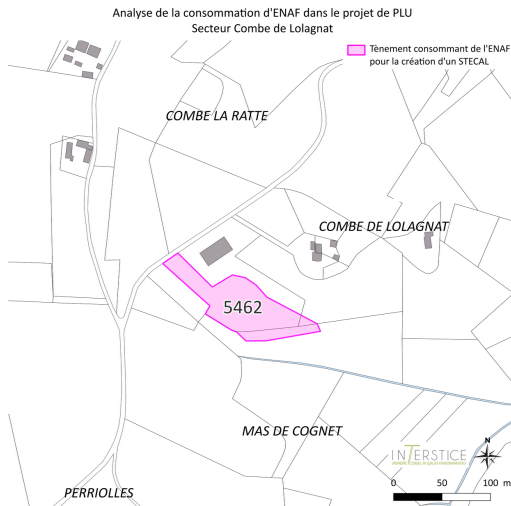 Analyse de la consommation d'ENAF dans le projet de PLU
Secteur Combe de Lolagnat
Tènement consommant de l'ENAF
pour la création d'un STECAL
COMBE LA RATTE
COMBE DE LOLAGNAT
5462
MAS DE COGNET
INTERSTICE
N
PERRIOLLES
0 50 100 m